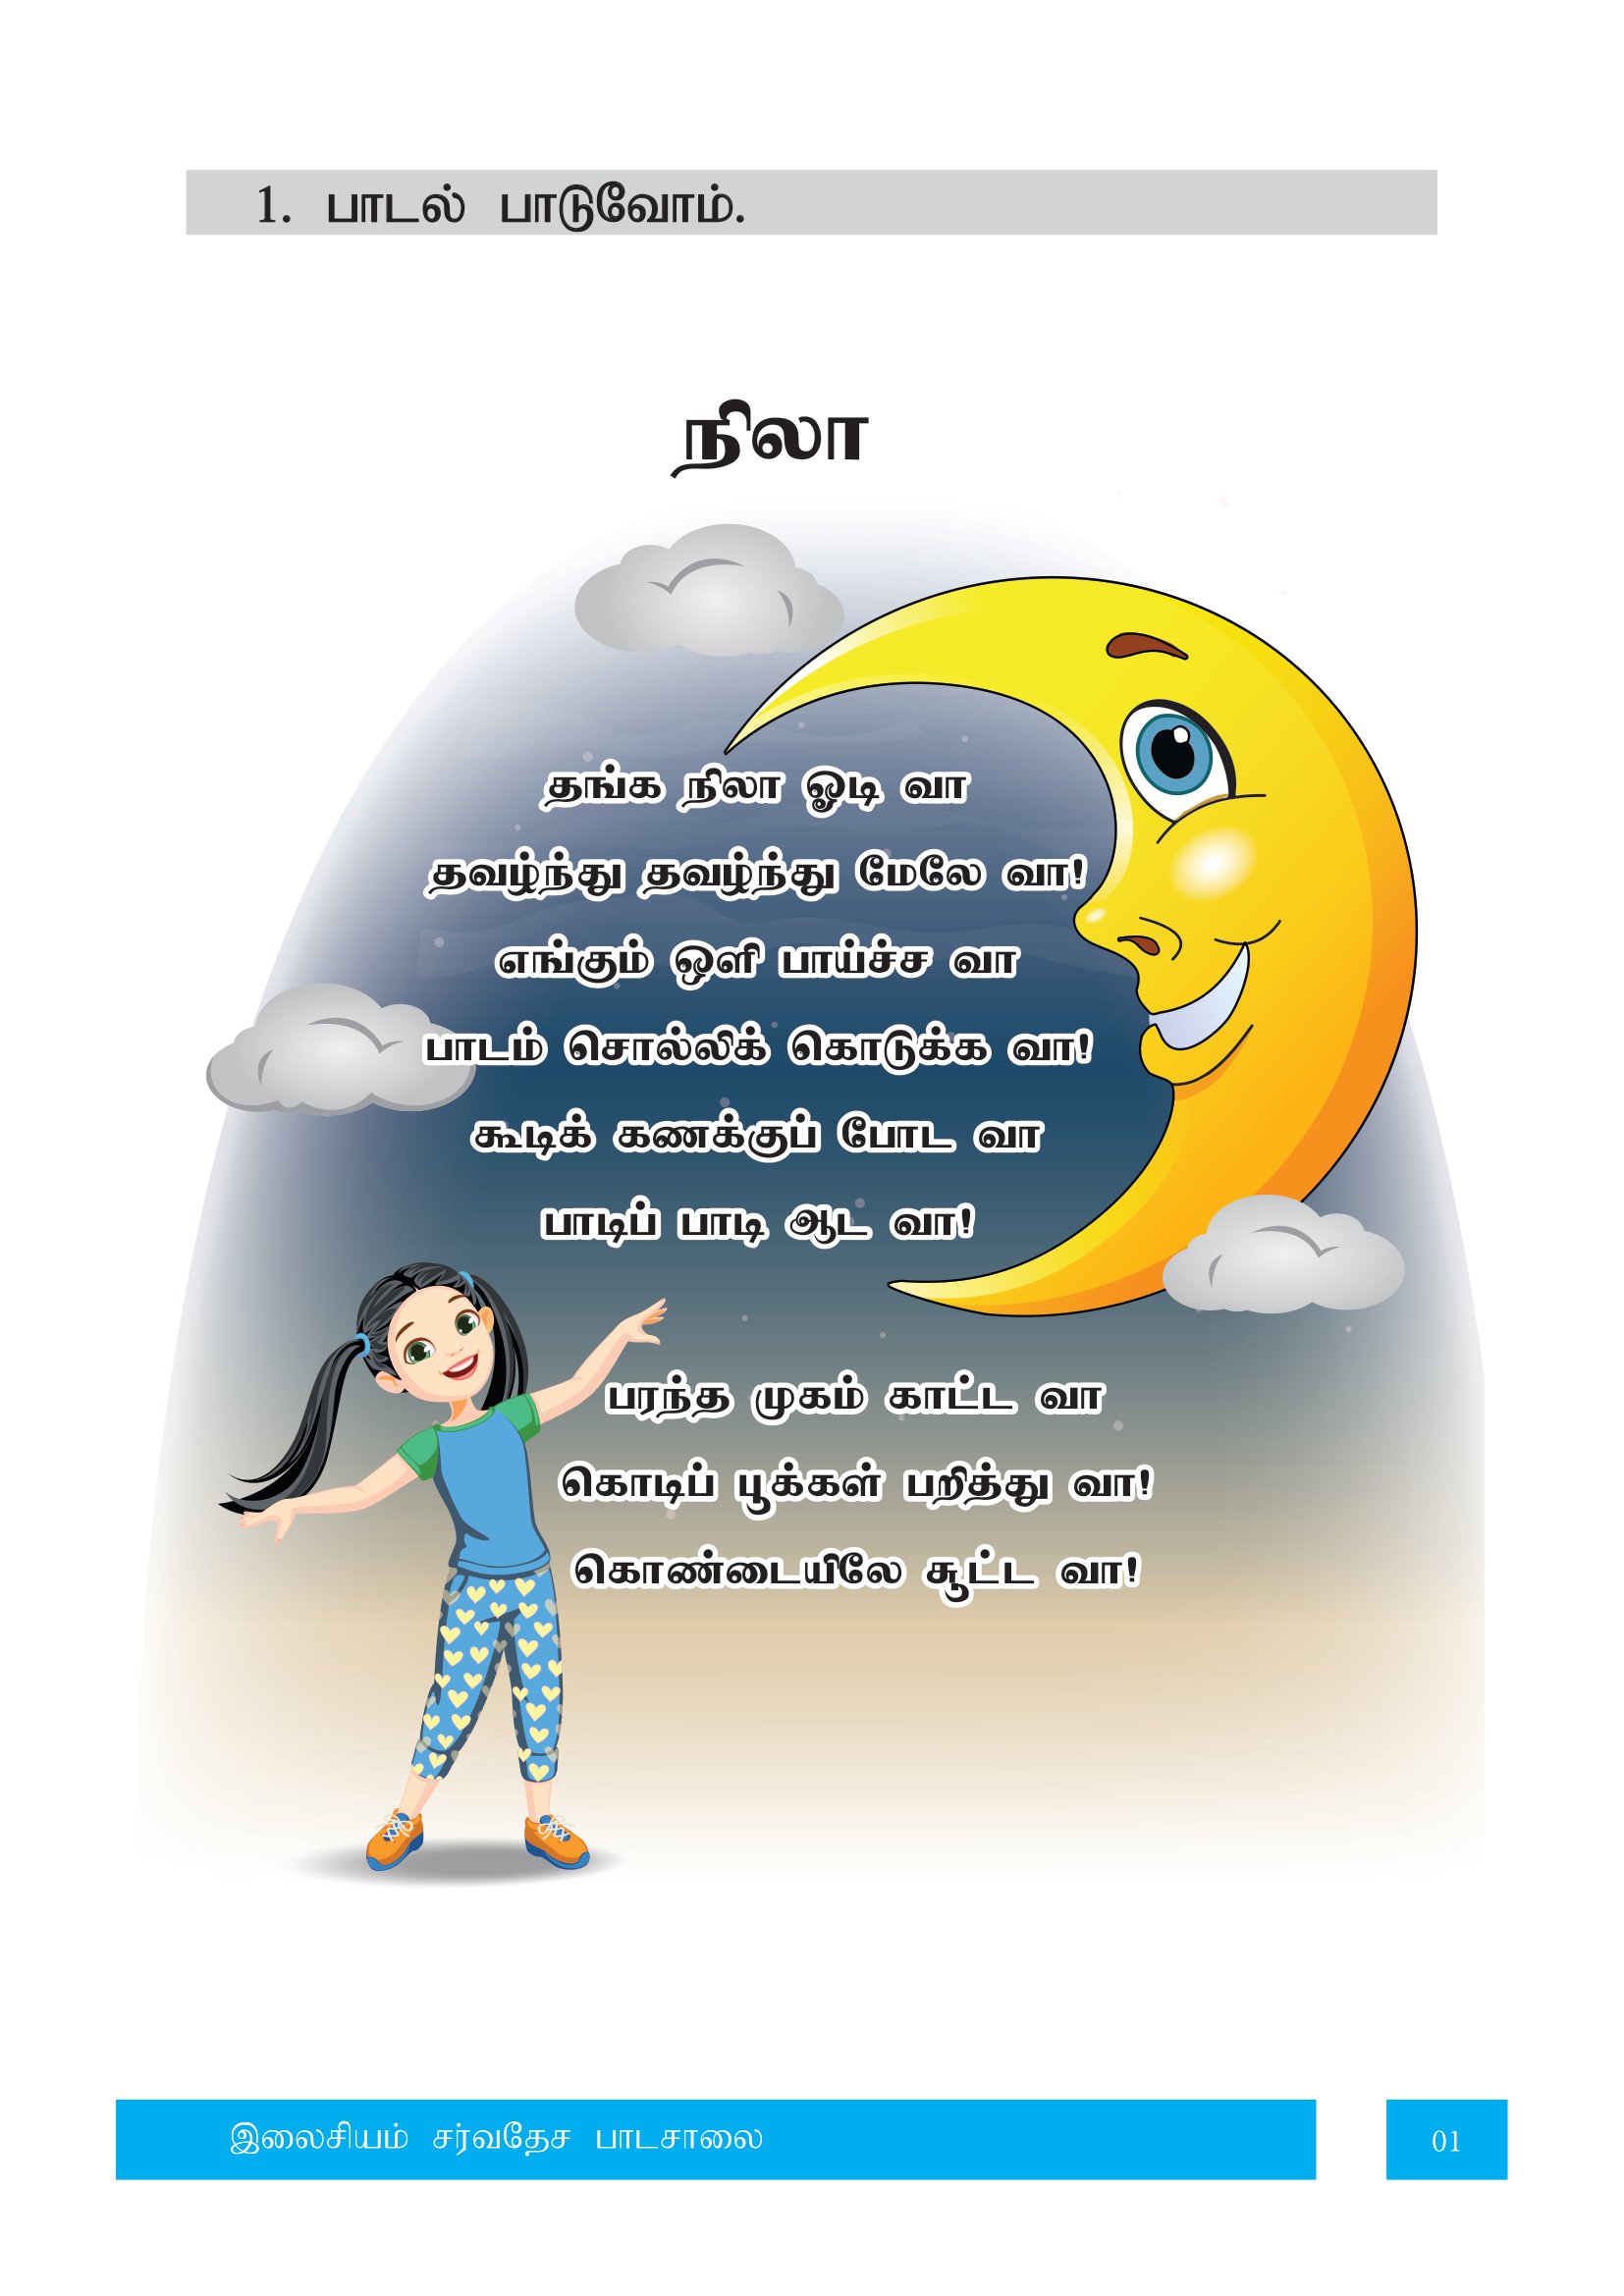 1. பாடல் பாடுவோம்.
நிலா
தங்க நிலா ஓடி வா
தவழ்ந்து தவழ்ந்து மேலே வா!
எங்கும் ஒளி பாய்ச்ச வா
பாடம் சொல்லிக் கொடுக்க வா!
கூடிக் கணக்குப் போட வா
பாடிப் பாடி ஆட வா!
பரந்த முகம் காட்ட வா
கொடிப் பூக்கள் பறித்து வா!
கொண்டையிலே சூட்ட வா!
இலைசியம் சர்வதேச பாடசாலை
01